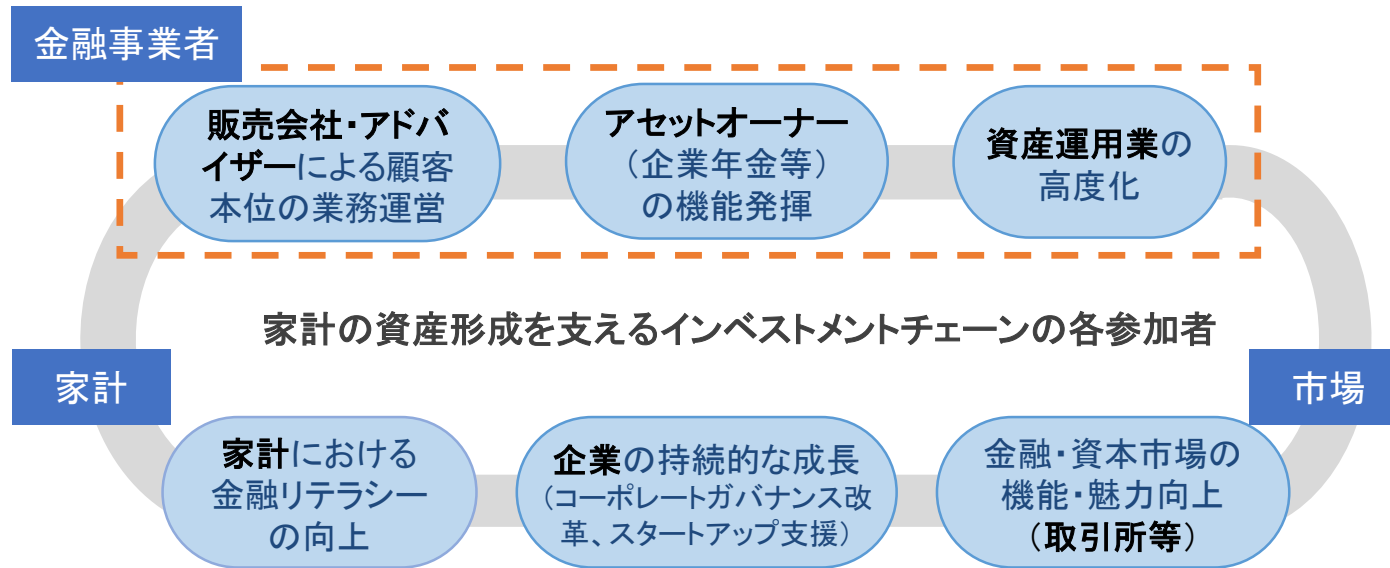 金融事業者
販売会社・アドバ
イザーによる顧客
本位の業務運営
アセットオーナー
（企業年金等）
の機能発揮
資産運用業の
高度化
家計の資産形成を支えるインベストメントチェーンの各参加者
家計
市場
家計における
金融リテラシー
の向上
企業の持続的な成長
（コーポレートガバナンス改
革、スタートアップ支援）
金融・資本市場の
機能・魅力向上
（取引所等）